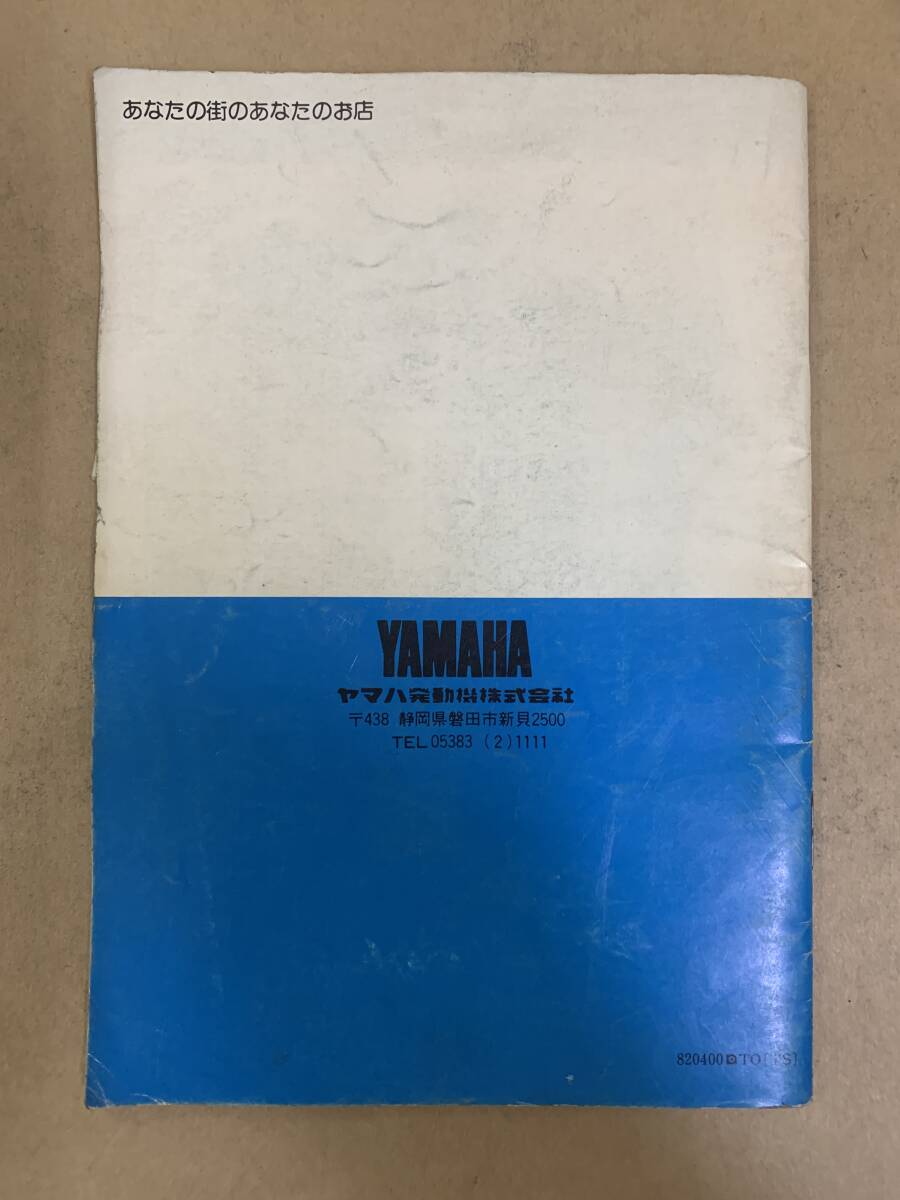 あなたの街のあなたのお店
YAMAHA
ヤマハ発動機株式会社
〒438 静岡県磐田市新貝2500
TEL 05383 (2)1111
820400 TO